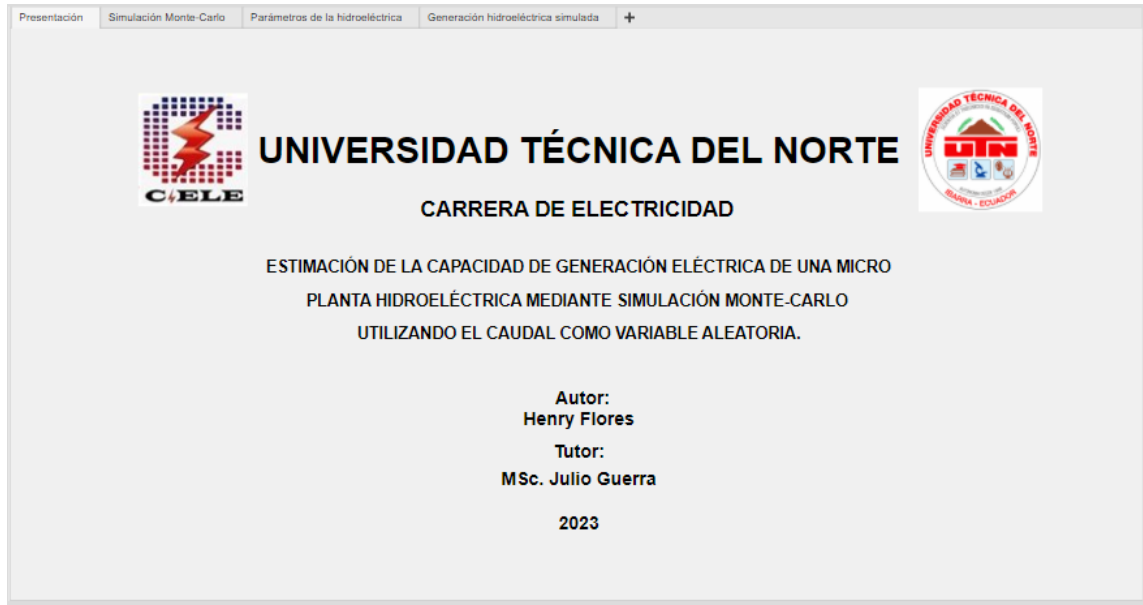 Presentación Simulación Monte-Carlo Parámetros de la hidroeléctrica Generación hidroeléctrica simulada +
UNIVERSIDAD TÉCNICA DEL NORTE
CIELE
UNIVERSIDAD TÉCNICA DEL NORTE
UTN
IBARRA - ECUADOR
CARRERA DE ELECTRICIDAD
ESTIMACIÓN DE LA CAPACIDAD DE GENERACIÓN ELÉCTRICA DE UNA MICRO
PLANTA HIDROELÉCTRICA MEDIANTE SIMULACIÓN MONTE-CARLO
UTILIZANDO EL CAUDAL COMO VARIABLE ALEATORIA.
Autor:
Henry Flores
Tutor:
MSc. Julio Guerra
2023